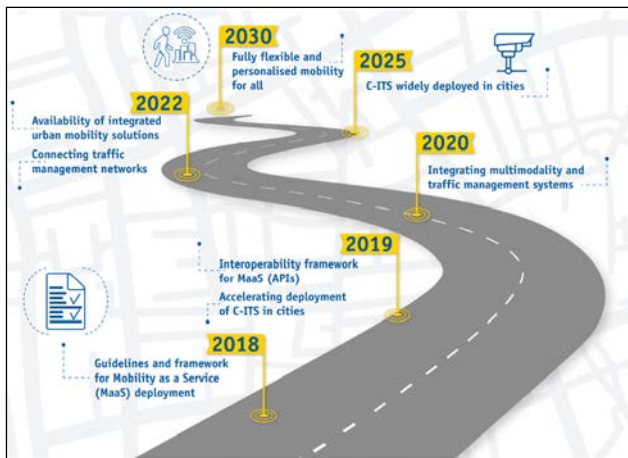 2030
Fully flexible and
personalised mobility
for all
2025
C-ITS widely deployed in cities
2022
Availability of integrated
urban mobility solutions
Connecting traffic
management networks
2020
Integrating multimodality and
traffic management systems
2019
Interoperability framework
for MaaS (APIs)
Accelerating deployment
of C-ITS in cities
2018
Guidelines and framework
for Mobility as a Service
(MaaS) deployment